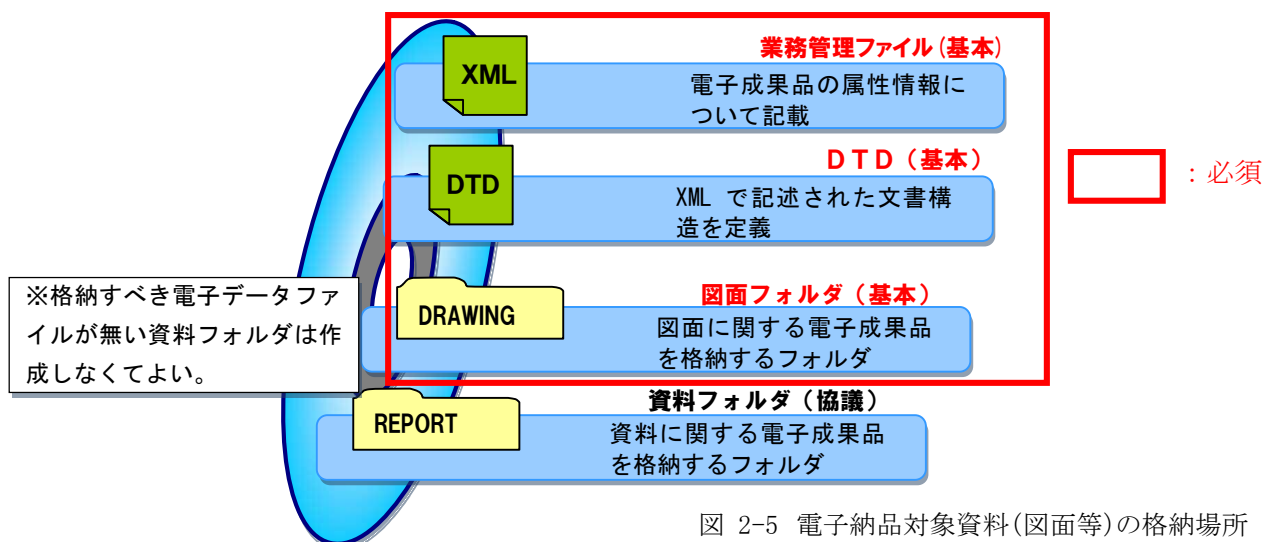 業務管理ファイル(基本)
XML
電子成果品の属性情報に
ついて記載
DTD(基本)
DTD
XML で記述された文書構
造を定義
:必須
※格納すべき電子データファ
イルが無い資料フォルダは作
成しなくてよい。
図面フォルダ(基本)
DRAWING
図面に関する電子成果品
を格納するフォルダ
資料フォルダ(協議)
REPORT
資料に関する電子成果品
を格納するフォルダ
図 2-5 電子納品対象資料(図面等)の格納場所